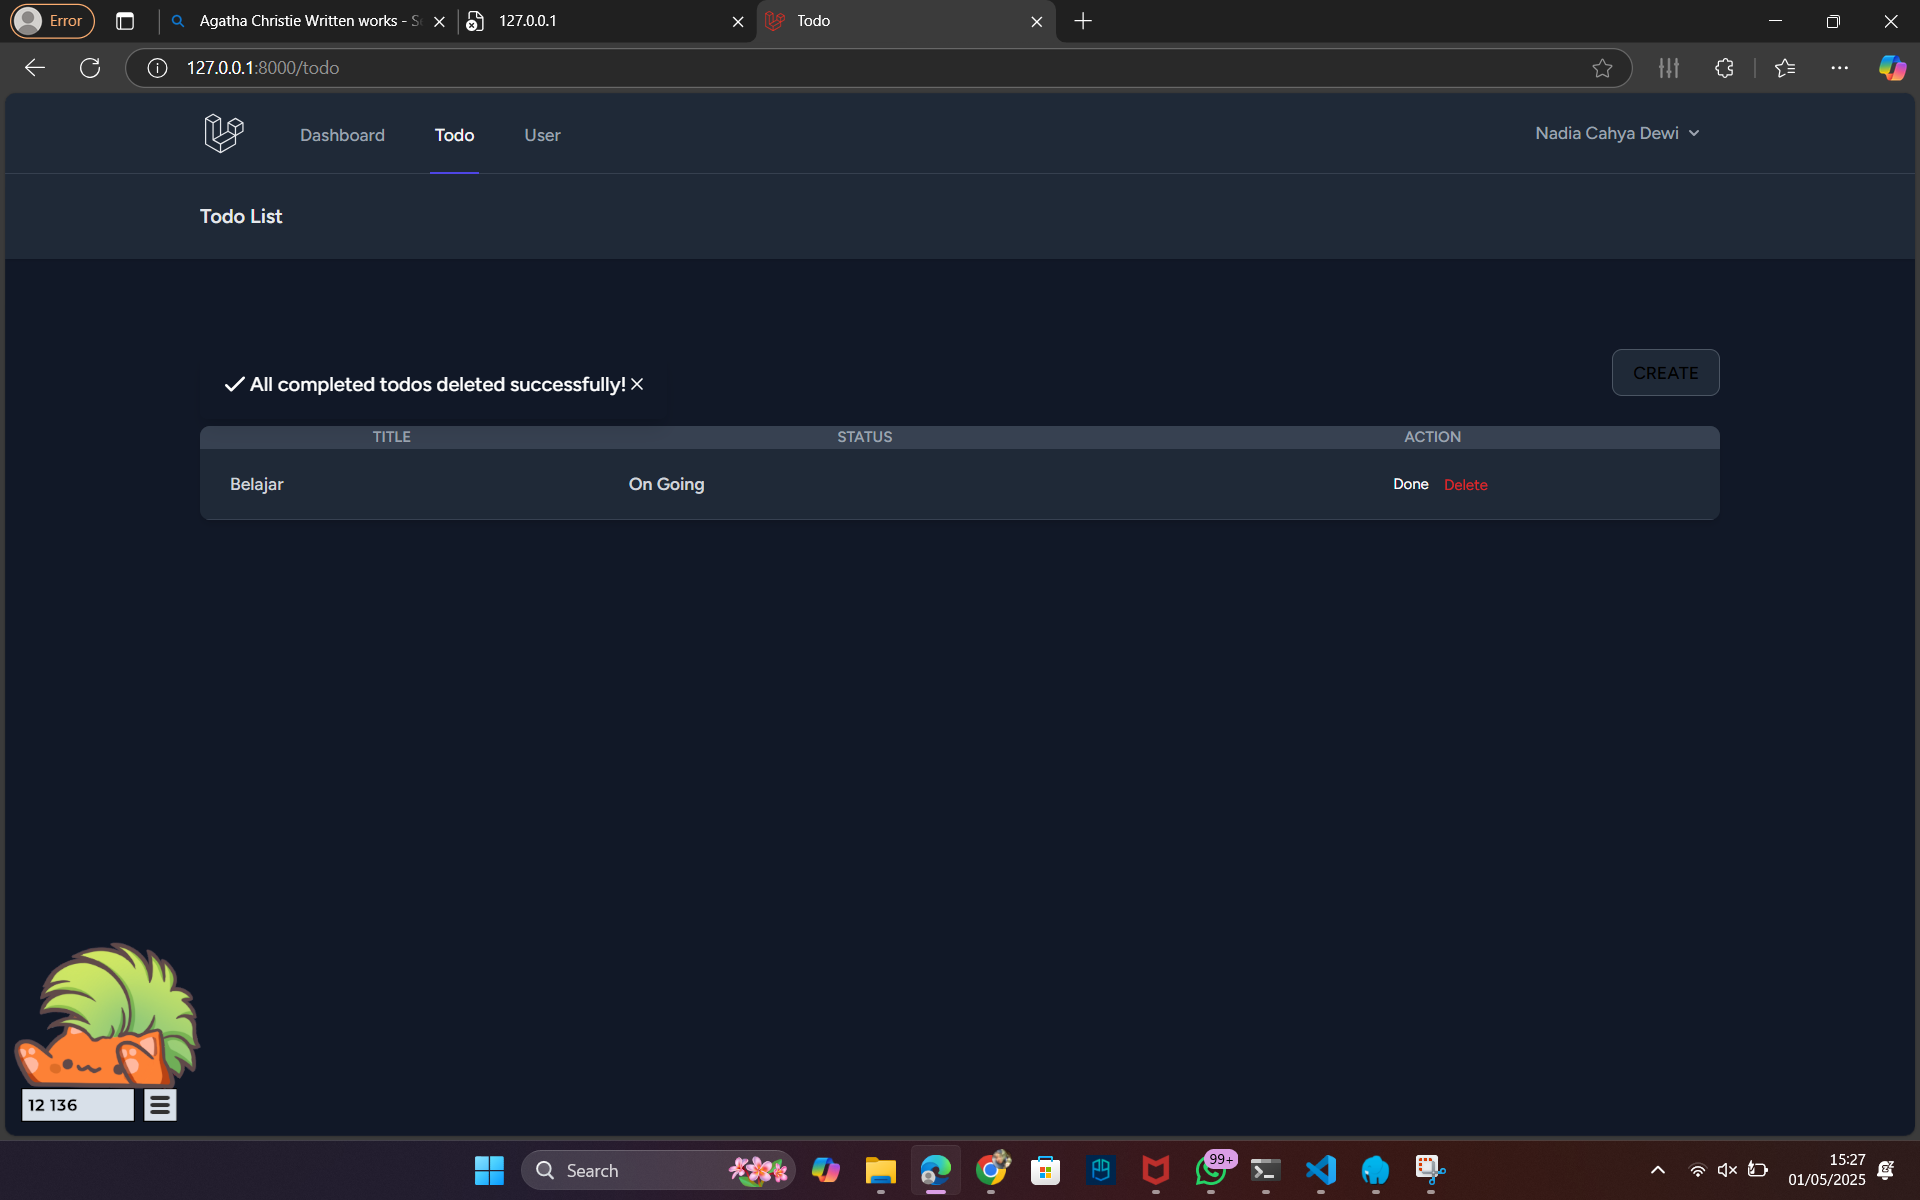 Error
Agatha Christie Written works - Se
127.0.0.1
Todo
127.0.0.1:8000/todo
Dashboard
Todo
User
Nadia Cahya Dewi
Todo List
All completed todos deleted successfully!
CREATE
TITLE STATUS ACTION
Belajar On Going Done Delete
12 136
Search
99+
15:27
01/05/2025